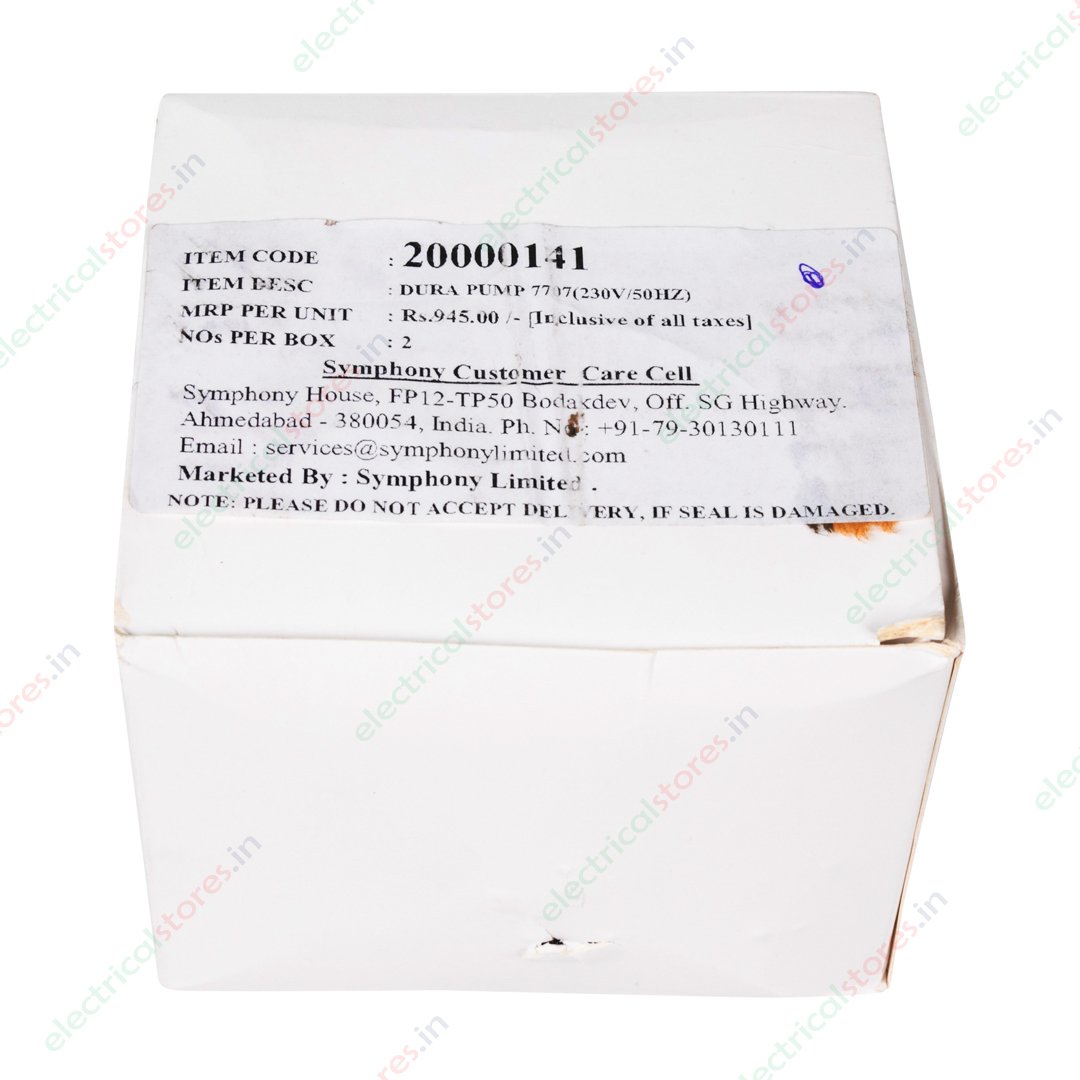 ITEM CODE : 20000141
ITEM DESC : DURA PUMP 7707(230V/50HZ)
MRP PER UNIT : Rs.945.00 /- [Inclusive of all taxes]
NOs PER BOX : 2
Symphony Customer Care Cell
Symphony House, FP12-TP50 Bodakdev, Off. SG Highway.
Ahmedabad - 380054, India. Ph. No : +91-79-30130111
Email : services@symphonylimited.com
Marketed By : Symphony Limited .
NOTE: PLEASE DO NOT ACCEPT DELIVERY, IF SEAL IS DAMAGED.
electricalstores.in